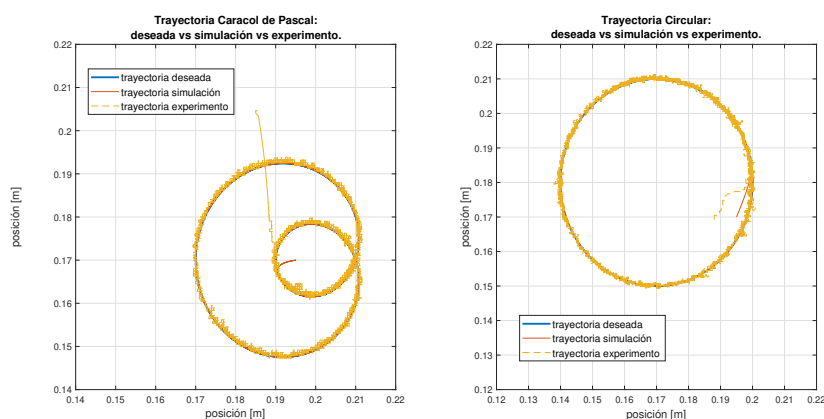 Trayectoria Caracol de Pascal:
deseada vs simulación vs experimento.
0.22
0.21
0.2
0.19
0.18
0.17
0.16
0.15
0.14
posición [m]
trayectoria deseada
trayectoria simulación
trayectoria experimento
0.14 0.15 0.16 0.17 0.18 0.19 0.2 0.21 0.22
posición [m]
Trayectoria Circular:
deseada vs simulación vs experimento.
0.22
0.21
0.2
0.19
0.18
0.17
0.16
0.15
0.14
0.13
0.12
posición [m]
trayectoria deseada
trayectoria simulación
trayectoria experimento
0.12 0.13 0.14 0.15 0.16 0.17 0.18 0.19 0.2 0.21 0.22
posición [m]